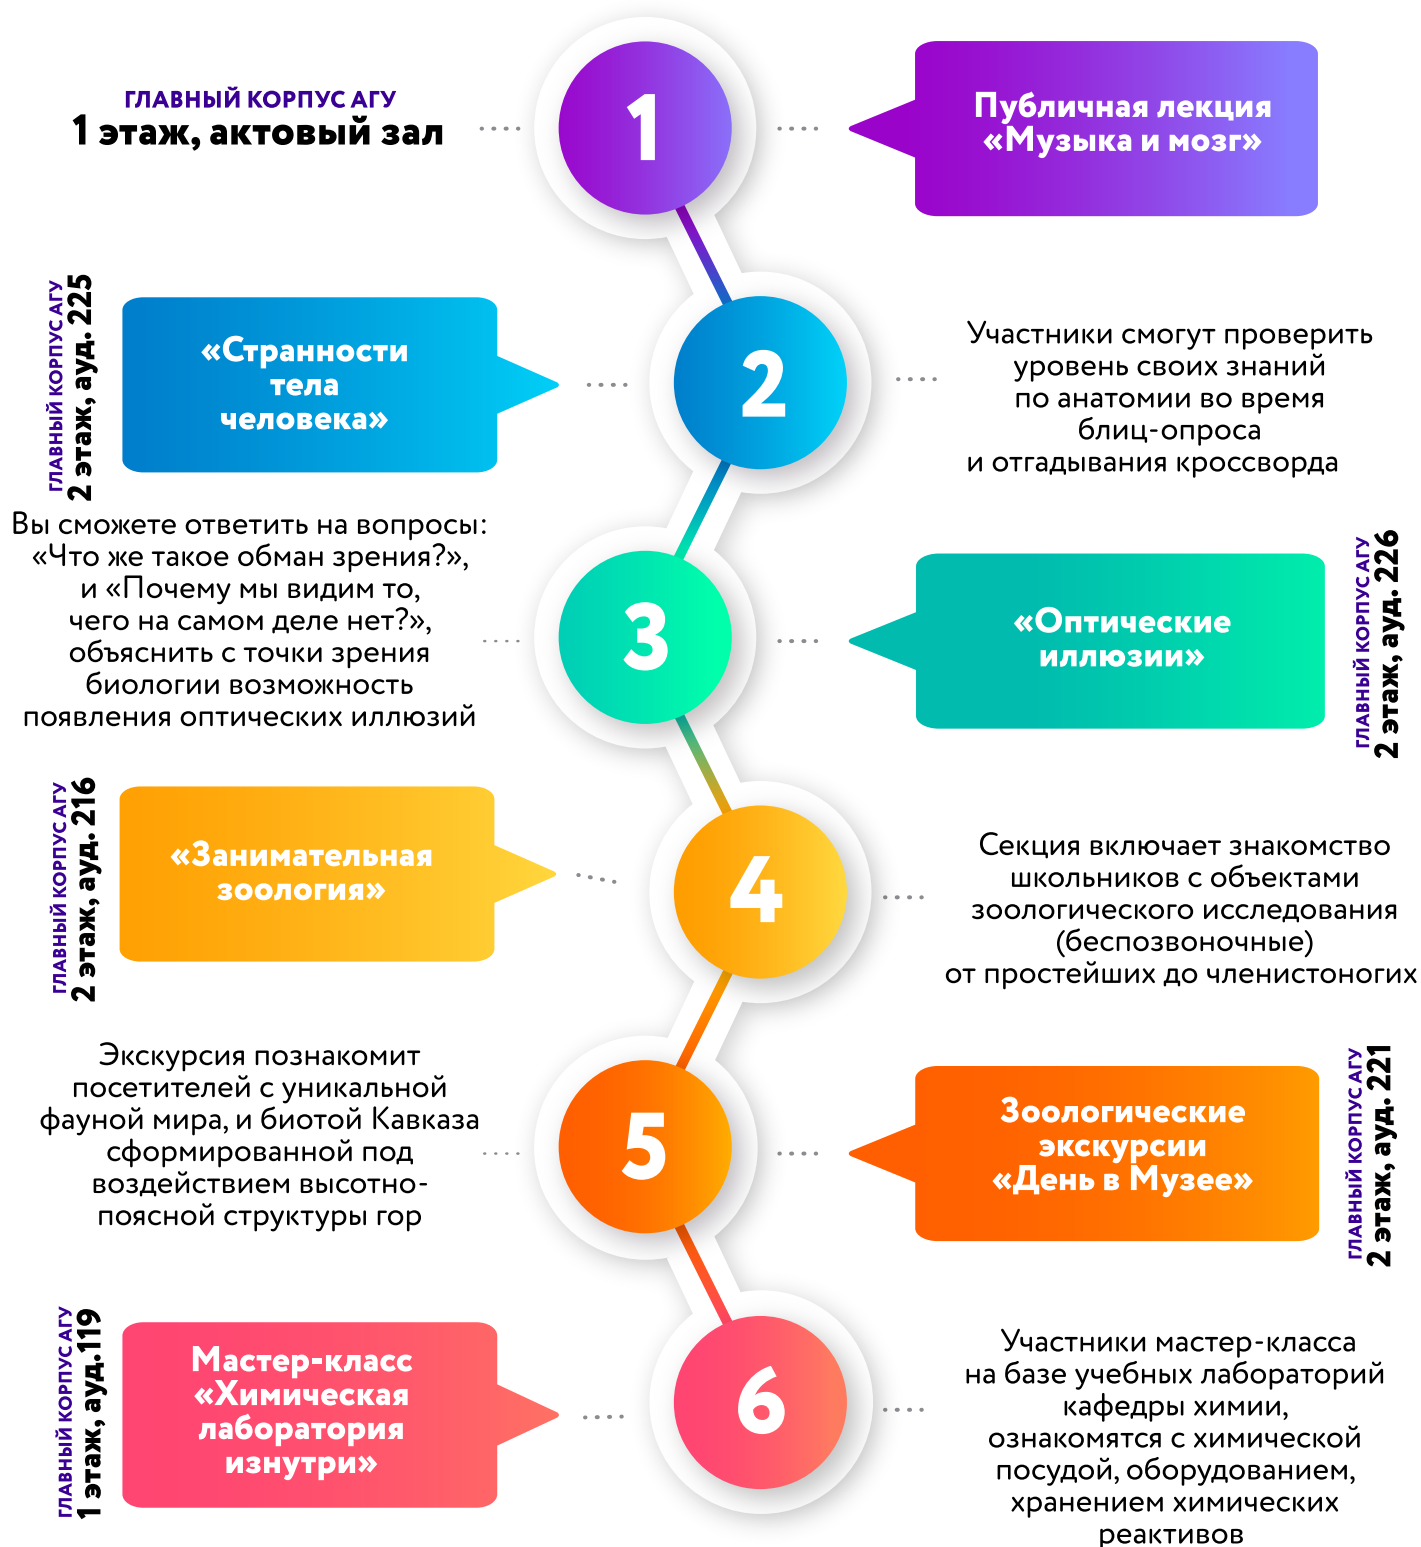 ГЛАВНЫЙ КОРПУС АГУ
1 этаж, актовый зал
1
Публичная лекция
«Музыка и мозг»
ГЛАВНЫЙ КОРПУС АГУ
2 этаж, ауд. 225
«Странности
тела
человека»
2
Участники смогут проверить
уровень своих знаний
по анатомии во время
блиц-опроса
и отгадывания кроссворда
Вы сможете ответить на вопросы:
«Что же такое обман зрения?»,
и «Почему мы видим то,
чего на самом деле нет?»,
объяснить с точки зрения
биологии возможность
появления оптических иллюзий
3
«Оптические
иллюзии»
ГЛАВНЫЙ КОРПУС АГУ
2 этаж, ауд. 226
ГЛАВНЫЙ КОРПУС АГУ
2 этаж, ауд. 216
«Занимательная
зоология»
4
Секция включает знакомство
школьников с объектами
зоологического исследования
(беспозвоночные)
от простейших до членистоногих
Экскурсия познакомит
посетителей с уникальной
фауной мира, и биотой Кавказа
сформированной под
воздействием высотно-
поясной структуры гор
5
Зоологические
экскурсии
«День в Музее»
ГЛАВНЫЙ КОРПУС АГУ
2 этаж, ауд. 221
ГЛАВНЫЙ КОРПУС АГУ
1 этаж, ауд.119
Мастер-класс
«Химическая
лаборатория
изнутри»
6
Участники мастер-класса
на базе учебных лабораторий
кафедры химии,
ознакомятся с химической
посудой, оборудованием,
хранением химических
реактивов